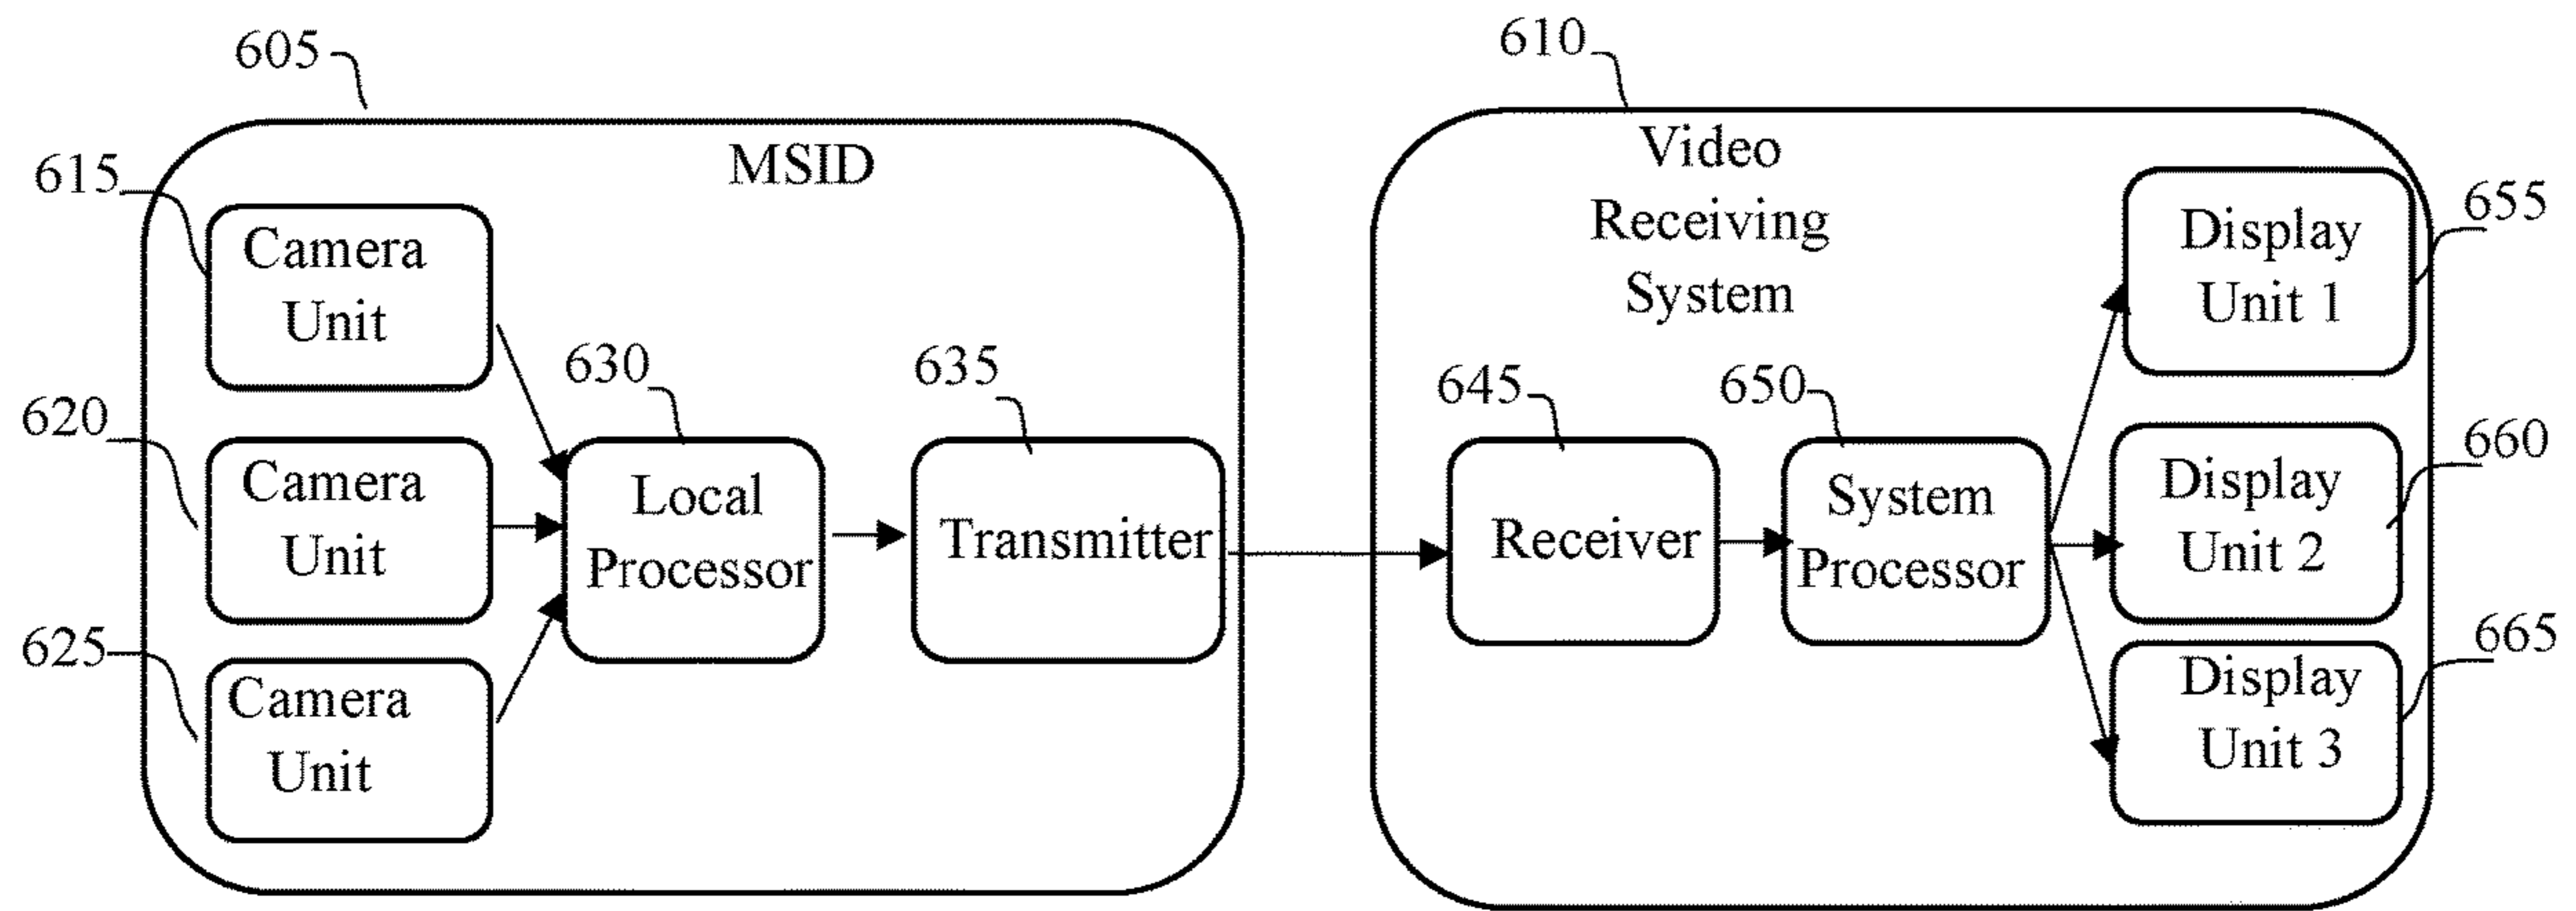 605
610
MSID
Video
Receiving
System
615
Camera
Unit
620
Camera
Unit
625
Camera
Unit
630
Local
Processor
635
Transmitter
645
Receiver
650
System
Processor
655
Display
Unit 1
660
Display
Unit 2
665
Display
Unit 3